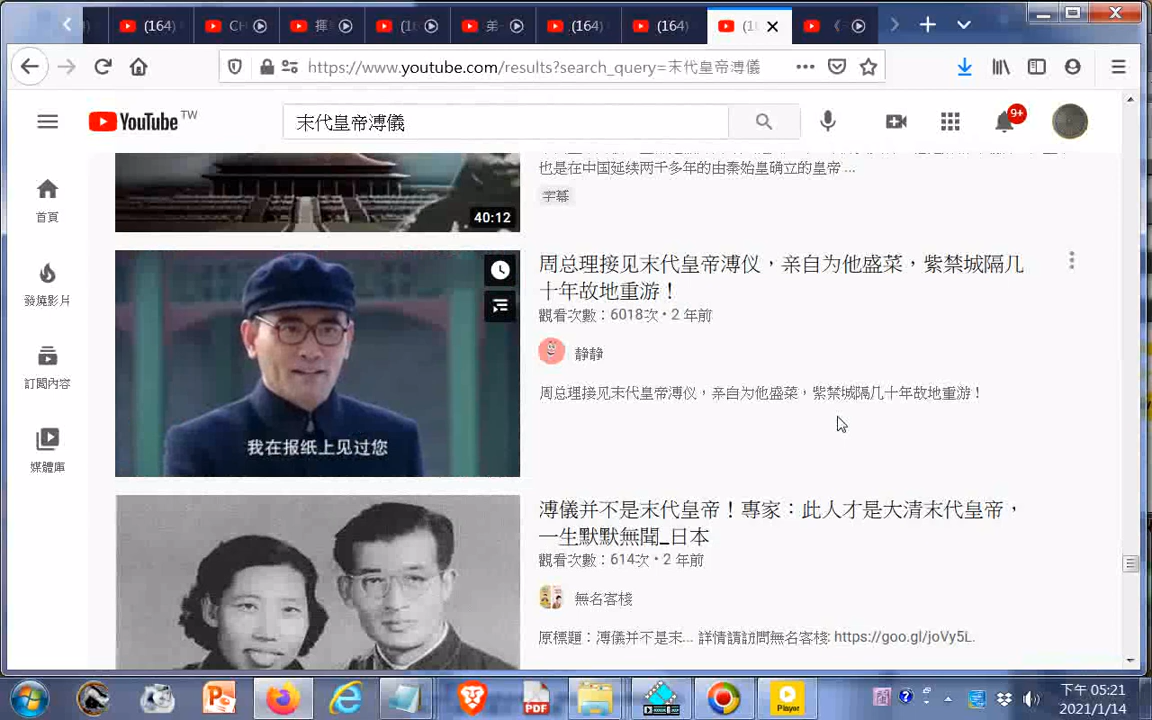 (164)
CH
揮
(1
弟
.(164)
(164)
(1
https://www.youtube.com/results?search_query=末代皇帝溥儀
YouTube TW
末代皇帝溥儀
9+
也是在中国延续两千多年的由秦始皇确立的皇帝 ...
字幕
40:12
首頁
發燒影片
訂閱內容
媒體庫
周总理接见末代皇帝溥仪，亲自为他盛菜，紫禁城隔几
十年故地重游！
觀看次數：6018次 • 2 年前
静静
周总理接见末代皇帝溥仪，亲自为他盛菜，紫禁城隔几十年故地重游！
我在报纸上见过您
溥儀并不是末代皇帝！專家：此人才是大清末代皇帝，
一生默默無聞_日本
觀看次數：614次 • 2 年前
無名客棧
原標題：溥儀并不是末... 詳情請訪問無名客棧: https://goo.gl/joVy5L.
PDF
Player
下午 05:21
2021/1/14